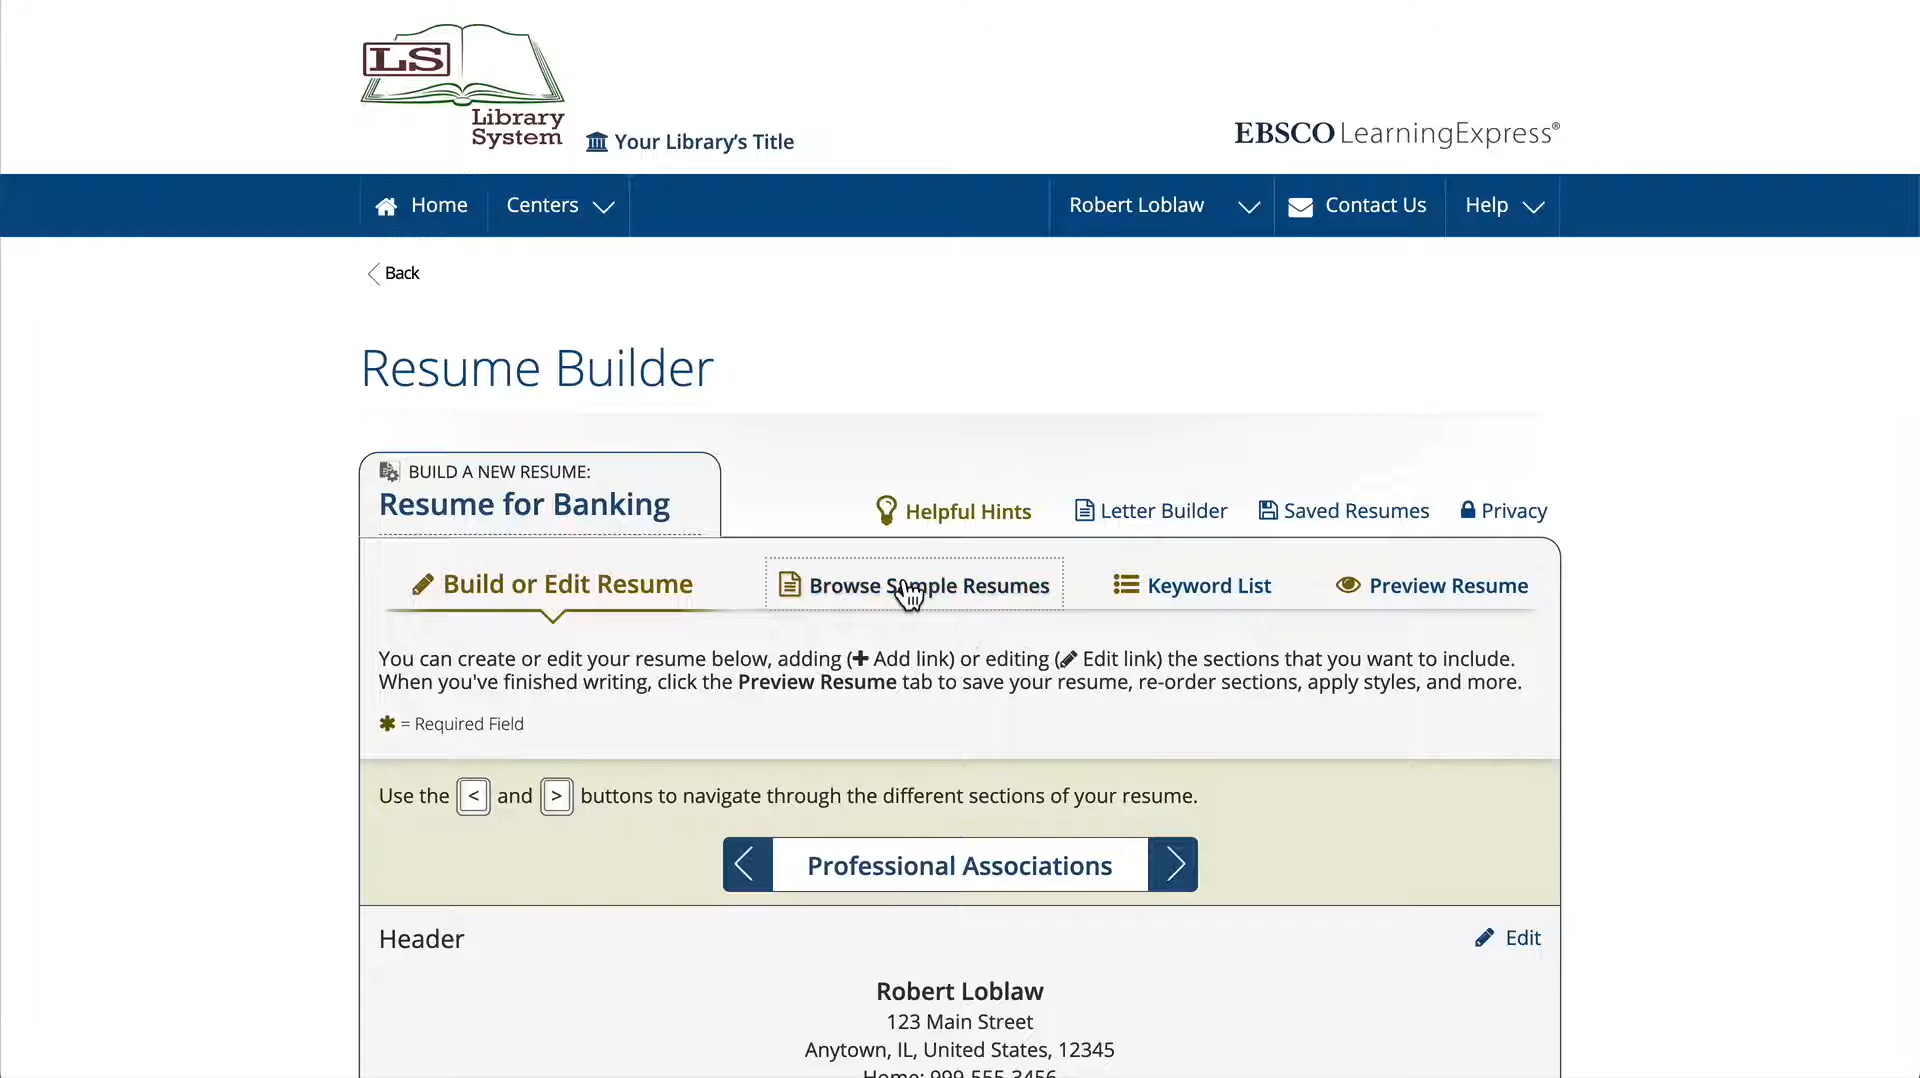 LS
Library
System
Your Library's Title
EBSCO LearningExpress®
Home
Centers
Robert Loblaw
Contact Us
Help
Back
Resume Builder
BUILD A NEW RESUME:
Resume for Banking
Helpful Hints
Letter Builder
Saved Resumes
Privacy
Build or Edit Resume
Browse Sample Resumes
Keyword List
Preview Resume
You can create or edit your resume below, adding (+ Add link) or editing ( Edit link) the sections that you want to include.
When you've finished writing, click the Preview Resume tab to save your resume, re-order sections, apply styles, and more.
* = Required Field
Use the < and > buttons to navigate through the different sections of your resume.
Professional Associations
Header
Edit
Robert Loblaw
123 Main Street
Anytown, IL, United States, 12345
Home: 999-555-3456